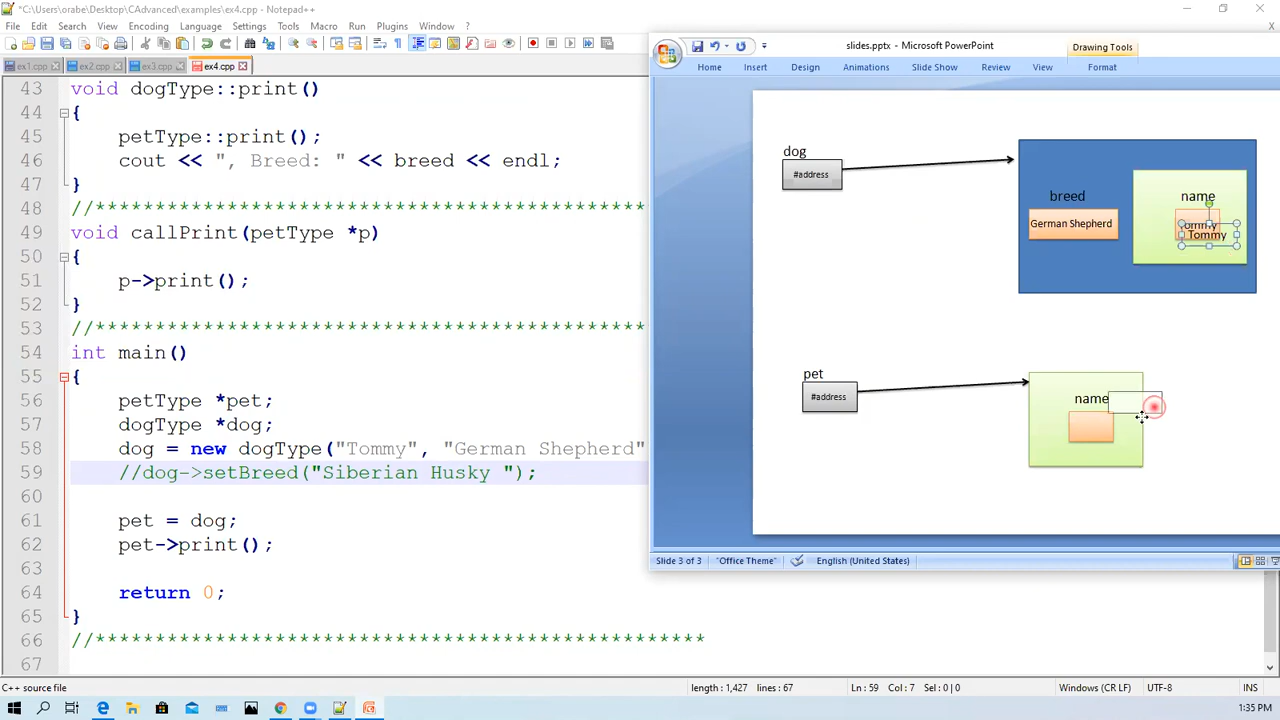 *C:\Users\orabe\Desktop\CAdvanced\examples\ex4.cpp - Notepad++
File Edit Search View Encoding Language Settings Tools Macro Run Plugins Window ?
ex1.cpp ex2.cpp ex3.cpp ex4.cpp
43 void dogType::print()
44 {
45 petType::print();
46 cout << ", Breed: " << breed << endl;
47 }
48 //************************************************
49 void callPrint(petType *p)
50 {
51 p->print();
52 }
53 //************************************************
54 int main()
55 {
56 petType *pet;
57 dogType *dog;
58 dog = new dogType("Tommy", "German Shepherd"
59 //dog->setBreed("Siberian Husky ");
60
61 pet = dog;
62 pet->print();
63
64 return 0;
65 }
66 //***************************************************
67
C++ source file length : 1,427 lines : 67 Ln : 59 Col : 7 Sel : 0 | 0 Windows (CR LF) UTF-8 INS
slides.pptx - Microsoft PowerPoint
Drawing Tools
Home Insert Design Animations Slide Show Review View Format
dog
#address
breed
German Shepherd
name
Tommy
Tommy
pet
#address
name
Slide 3 of 3 "Office Theme" English (United States)
1:35 PM